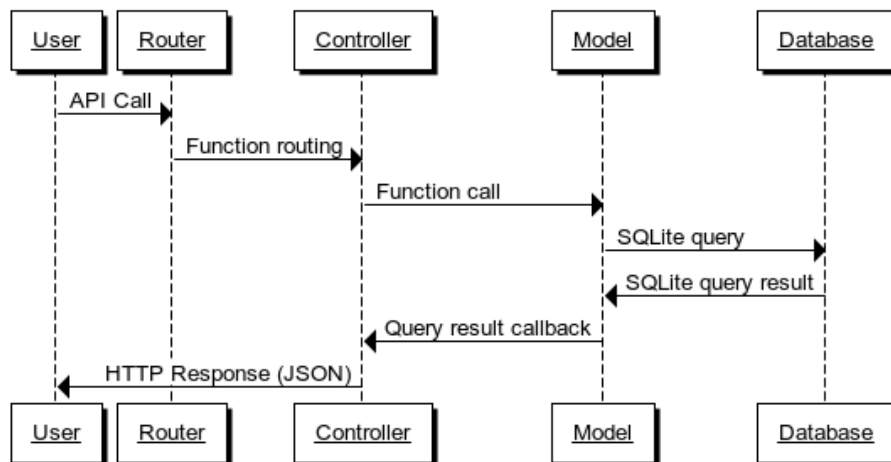 User
Router
Controller
Model
Database
API Call
Function routing
Function call
SQLite query
SQLite query result
Query result callback
HTTP Response (JSON)
User
Router
Controller
Model
Database